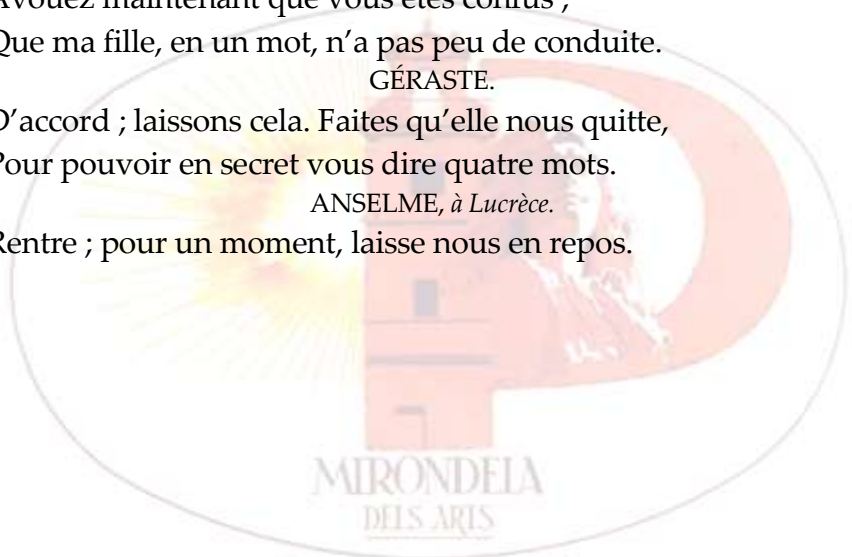 Avouez maintenant que vous êtes confus ;
Que ma fille, en un mot, n’a pas peu de conduite.
GÉRASTE.
D’accord ; laissons cela. Faites qu’elle nous quitte,
Pour pouvoir en secret vous dire quatre mots.
ANSELME, à Lucrèce.
Rentre ; pour un moment, laisse nous en repos.
MIRONDELA
DELS ARTS